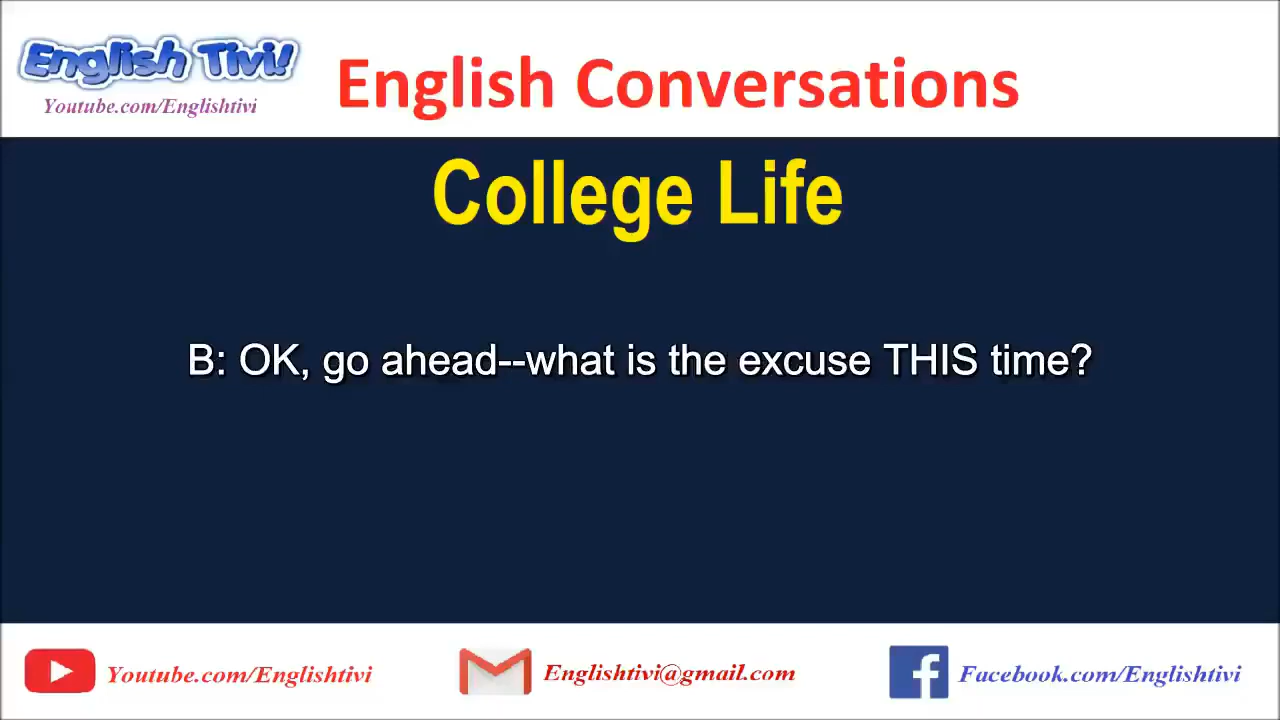 English Tivi!
Youtube.com/Englishtivi
English Conversations
College Life
B: OK, go ahead--what is the excuse THIS time?
Youtube.com/Englishtivi
Englishtivi@gmail.com
Facebook.com/Englishtivi